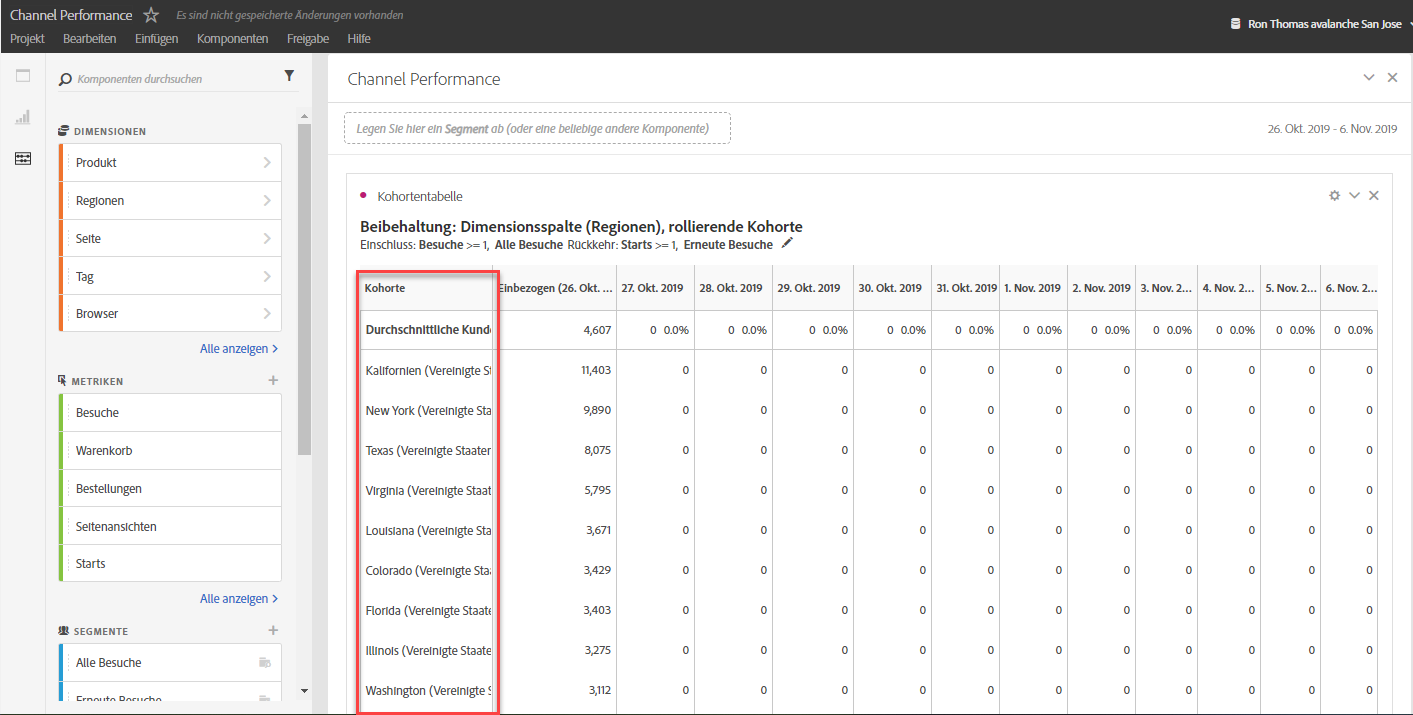 Channel Performance Es sind nicht gespeicherte Änderungen vorhanden
Ron Thomas avalanche San Jose
Projekt Bearbeiten Einfügen Komponenten Freigabe Hilfe
Komponenten durchsuchen
DIMENSIONEN
Produkt
Regionen
Seite
Tag
Browser
Alle anzeigen
METRIKEN
Besuche
Warenkorb
Bestellungen
Seitenansichten
Starts
Alle anzeigen
SEGMENTE
Alle Besuche
Erneute Besuche
Channel Performance
Legen Sie hier ein Segment ab (oder eine beliebige andere Komponente)
26. Okt. 2019 - 6. Nov. 2019
Kohortentabelle
Beibehaltung: Dimensionsspalte (Regionen), rollierende Kohorte
Einschluss: Besuche >= 1, Alle Besuche Rückkehr: Starts >= 1, Erneute Besuche
Kohorte Einbezogen (26. Okt. ... 27. Okt. 2019 28. Okt. 2019 29. Okt. 2019 30. Okt. 2019 31. Okt. 2019 1. Nov. 2019 2. Nov. 2019 3. Nov. 2... 4. Nov. 2... 5. Nov. 2... 6. Nov. 2...
Durchschnittliche Kund 4,607 0 0.0% 0 0.0% 0 0.0% 0 0.0% 0 0.0% 0 0.0% 0 0.0% 0 0.0% 0 0.0% 0 0.0% 0 0.0%
Kalifornien (Vereinigte St 11,403 0 0 0 0 0 0 0 0 0 0 0
New York (Vereinigte Sta 9,890 0 0 0 0 0 0 0 0 0 0 0
Texas (Vereinigte Staaten 8,075 0 0 0 0 0 0 0 0 0 0 0
Virginia (Vereinigte Staat 5,795 0 0 0 0 0 0 0 0 0 0 0
Louisiana (Vereinigte Sta 3,671 0 0 0 0 0 0 0 0 0 0 0
Colorado (Vereinigte Staa 3,429 0 0 0 0 0 0 0 0 0 0 0
Florida (Vereinigte Staate 3,403 0 0 0 0 0 0 0 0 0 0 0
Illinois (Vereinigte Staate 3,275 0 0 0 0 0 0 0 0 0 0 0
Washington (Vereinigte S 3,112 0 0 0 0 0 0 0 0 0 0 0